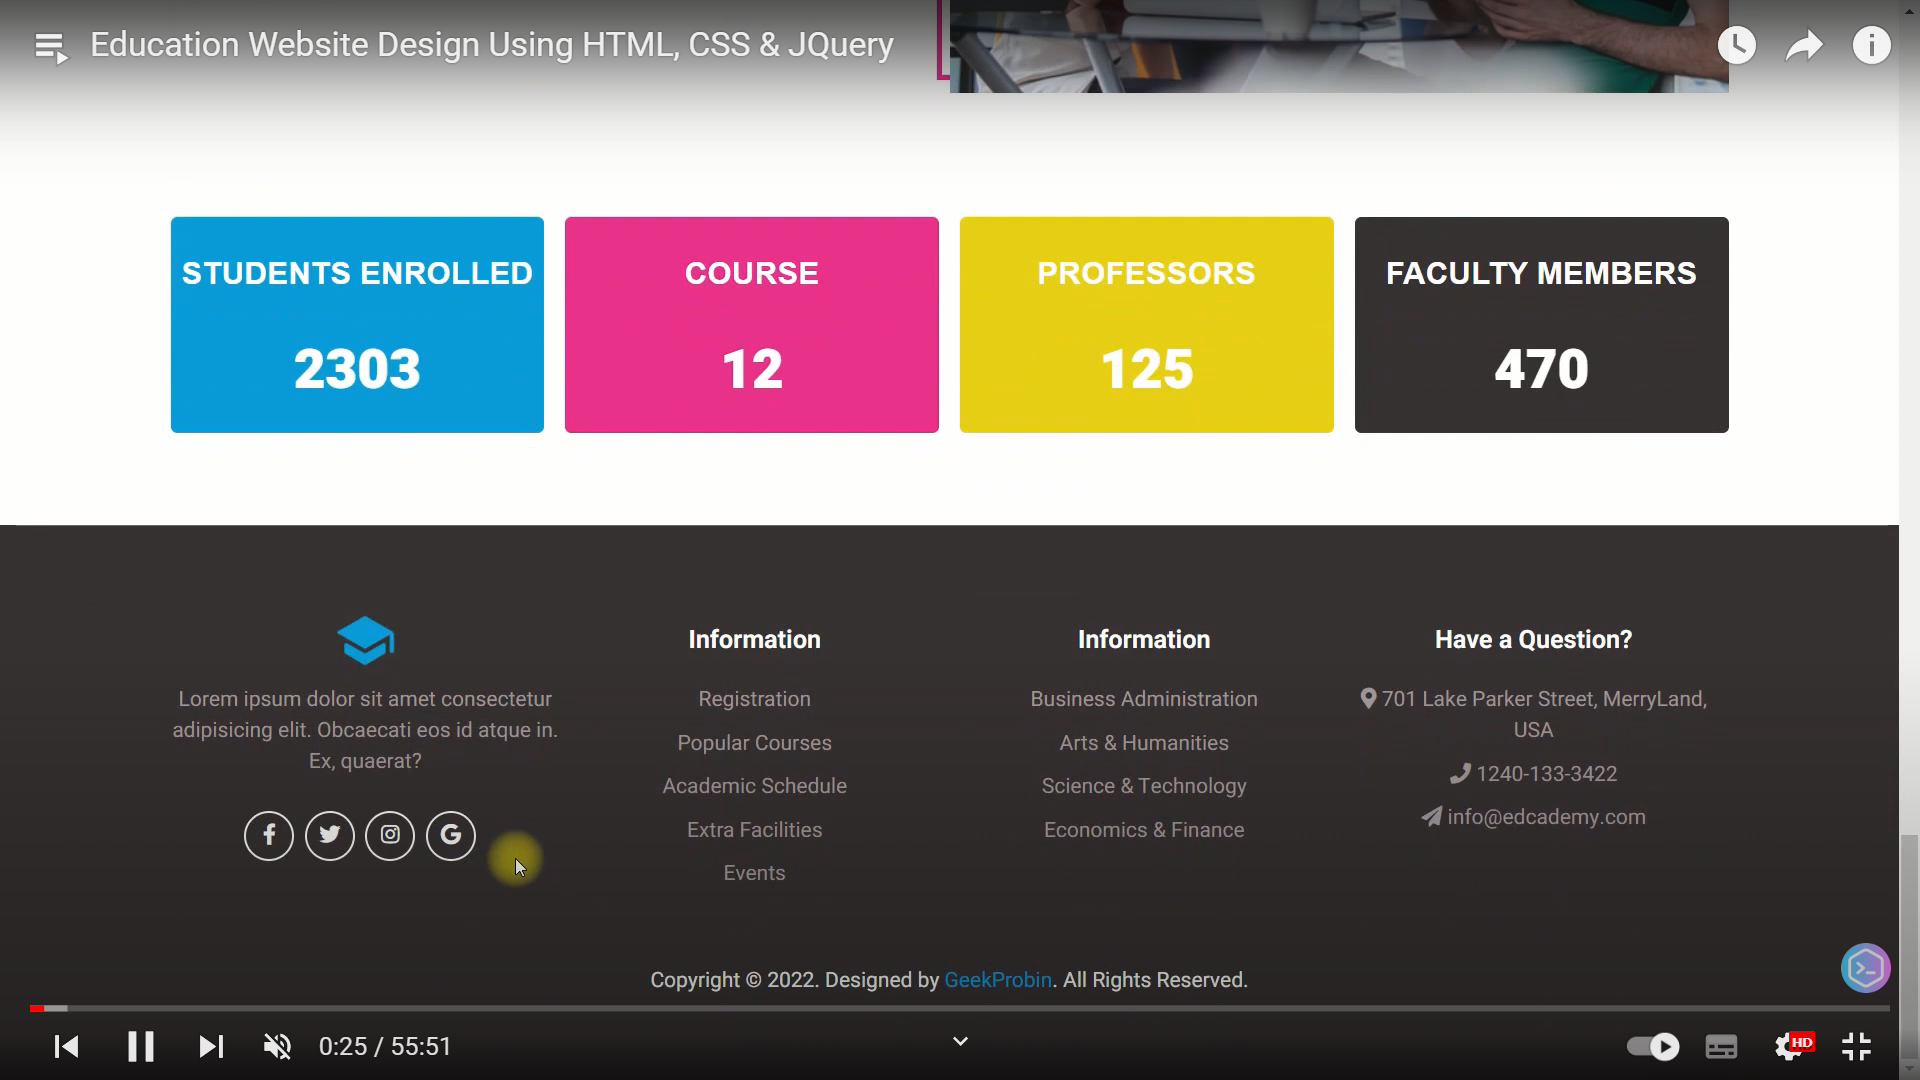 Education Website Design Using HTML, CSS & JQuery
STUDENTS ENROLLED
2303
COURSE
12
PROFESSORS
125
FACULTY MEMBERS
470
Lorem ipsum dolor sit amet consectetur
adipisicing elit. Obcaecati eos id atque in.
Ex, quaerat?
Information
Registration
Popular Courses
Academic Schedule
Extra Facilities
Events
Information
Business Administration
Arts & Humanities
Science & Technology
Economics & Finance
Have a Question?
701 Lake Parker Street, MerryLand,
USA
1240-133-3422
info@edcademy.com
Copyright © 2022. Designed by GeekProbin. All Rights Reserved.
0:25 / 55:51
HD